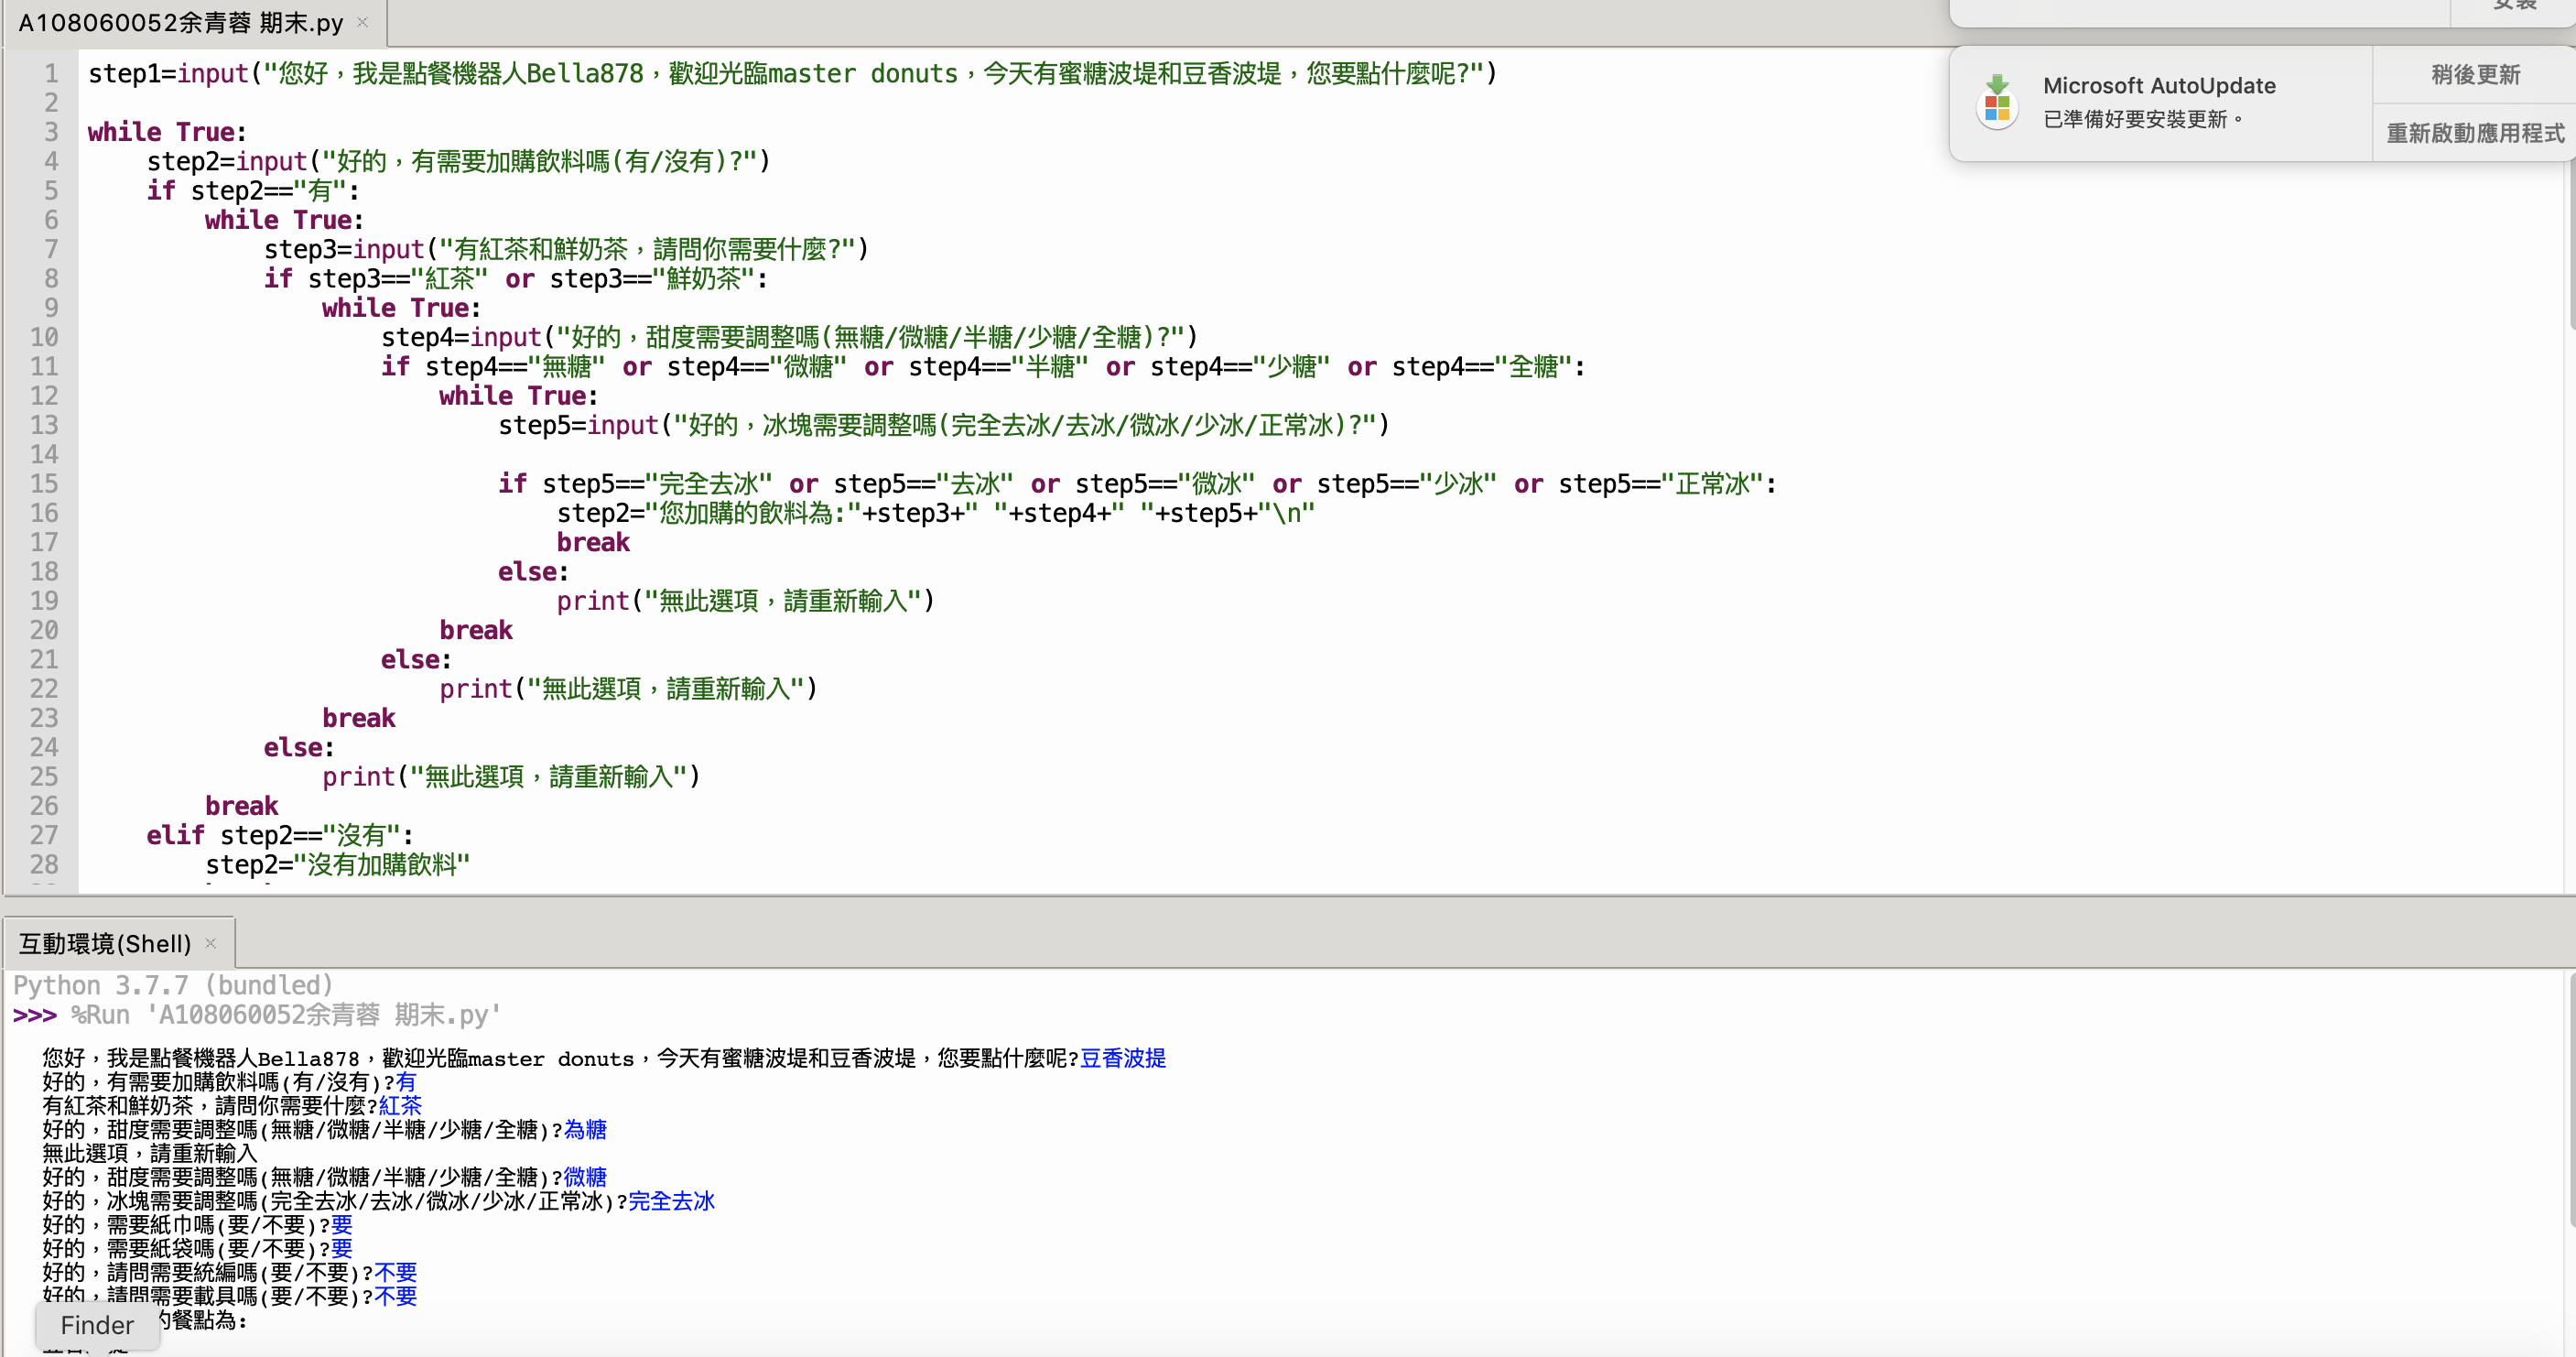 A108060052余青蓉 期末.py ×
安裝
Microsoft AutoUpdate
已準備好要安裝更新。
稍後更新
重新啟動應用程式
1 step1=input("您好，我是點餐機器人Bella878，歡迎光臨master donuts，今天有蜜糖波堤和豆香波堤，您要點什麼呢?")
2
3 while True:
4 step2=input("好的，有需要加購飲料嗎(有/沒有)?")
5 if step2=="有":
6 while True:
7 step3=input("有紅茶和鮮奶茶，請問你需要什麼?")
8 if step3=="紅茶" or step3=="鮮奶茶":
9 while True:
10 step4=input("好的，甜度需要調整嗎(無糖/微糖/半糖/少糖/全糖)?")
11 if step4=="無糖" or step4=="微糖" or step4=="半糖" or step4=="少糖" or step4=="全糖":
12 while True:
13 step5=input("好的，冰塊需要調整嗎(完全去冰/去冰/微冰/少冰/正常冰)?")
14
15 if step5=="完全去冰" or step5=="去冰" or step5=="微冰" or step5=="少冰" or step5=="正常冰":
16 step2="您加購的飲料為:"+step3+" "+step4+" "+step5+"\n"
17 break
18 else:
19 print("無此選項，請重新輸入")
20 break
21 else:
22 print("無此選項，請重新輸入")
23 break
24 else:
25 print("無此選項，請重新輸入")
26 break
27 elif step2=="沒有":
28 step2="沒有加購飲料"
互動環境(Shell) ×
Python 3.7.7 (bundled)
>>> %Run 'A108060052余青蓉 期末.py'
您好，我是點餐機器人Bella878，歡迎光臨master donuts，今天有蜜糖波堤和豆香波堤，您要點什麼呢?豆香波提
好的，有需要加購飲料嗎(有/沒有)?有
有紅茶和鮮奶茶，請問你需要什麼?紅茶
好的，甜度需要調整嗎(無糖/微糖/半糖/少糖/全糖)?為糖
無此選項，請重新輸入
好的，甜度需要調整嗎(無糖/微糖/半糖/少糖/全糖)?微糖
好的，冰塊需要調整嗎(完全去冰/去冰/微冰/少冰/正常冰)?完全去冰
好的，需要紙巾嗎(要/不要)?要
好的，需要紙袋嗎(要/不要)?要
好的，請問需要統編嗎(要/不要)?不要
好的，請問需要載具嗎(要/不要)?不要
的餐點為:
Finder